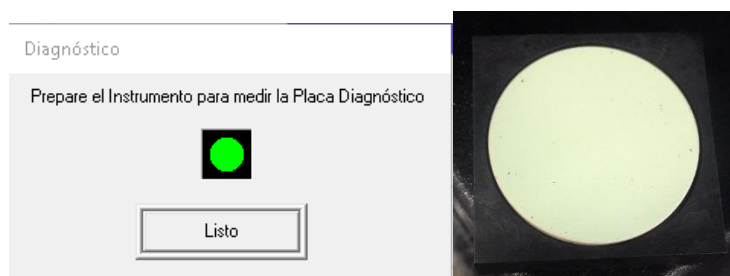 Diagnóstico
Prepare el Instrumento para medir la Placa Diagnóstico
Listo